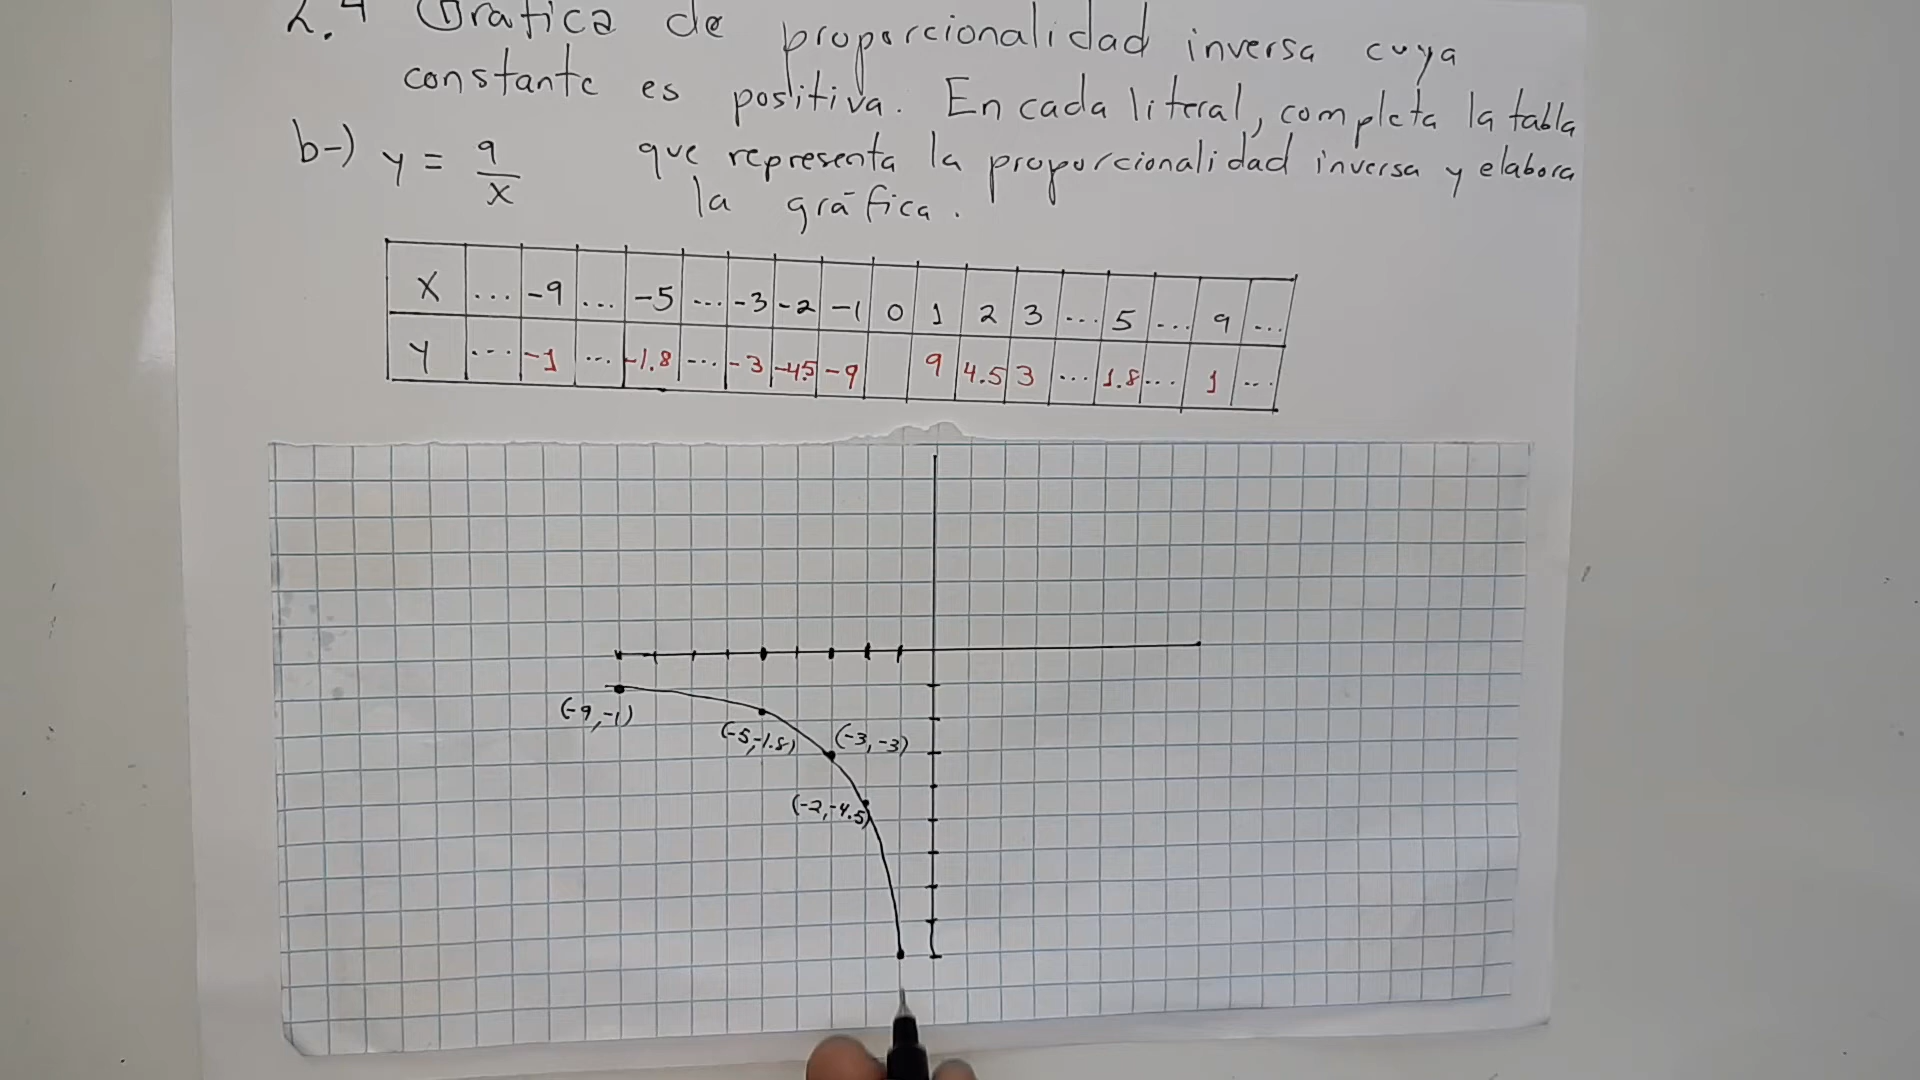 2.4 Gráfica de proporcionalidad inversa cuya
constante es positiva. En cada literal, completa la tabla
b-) y = 9/x que representa la proporcionalidad inversa y elabora
la gráfica.
X ... -9 ... -5 ... -3 -2 -1 0 1 2 3 ... 5 ... 9 ...
Y ... -1 ... -1.8 ... -3 -4.5 -9 9 4.5 3 ... 1.8 ... 1 ...
(-9,-1)
(-5,-1.8)
(-3,-3)
(-2,-4.5)